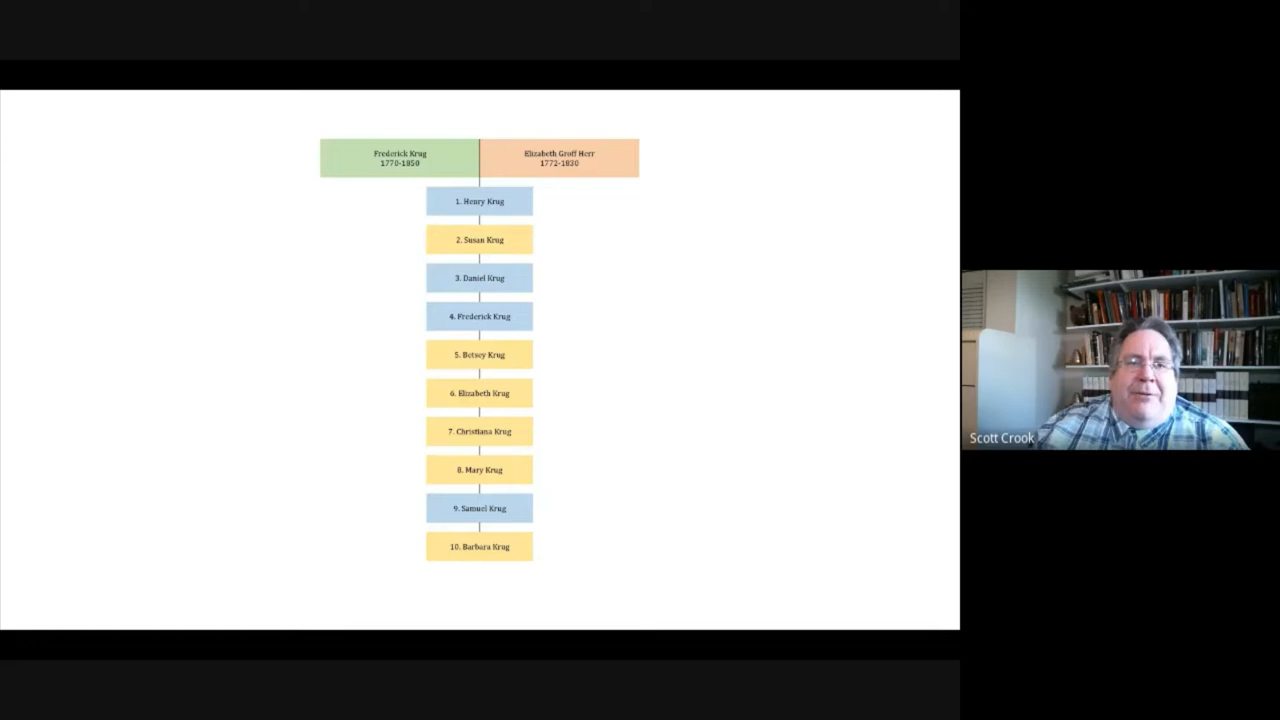 Frederick Krug
1770-1850
Elizabeth Groff Herr
1772-1830
1. Henry Krug
2. Susan Krug
3. Daniel Krug
4. Frederick Krug
5. Betsey Krug
6. Elizabeth Krug
7. Christiana Krug
8. Mary Krug
9. Samuel Krug
10. Barbara Krug
Scott Crook